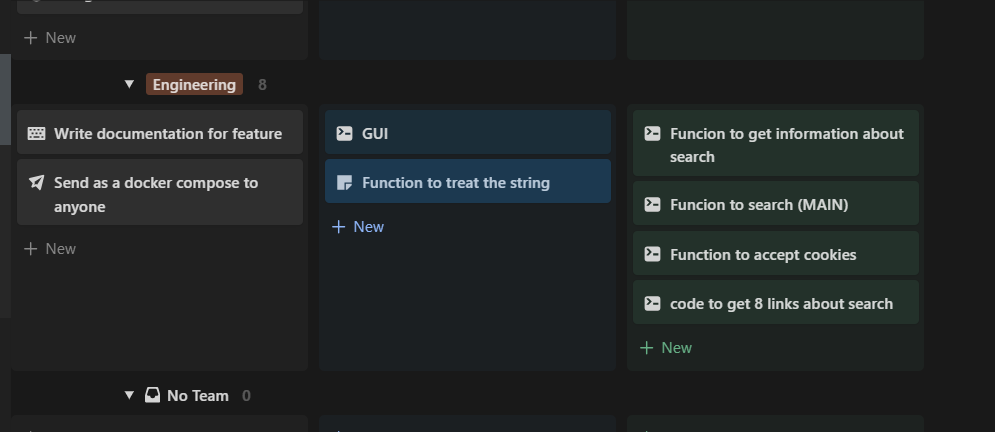 + New
Engineering 8
Write documentation for feature
Send as a docker compose to
anyone
+ New
GUI
Function to treat the string
+ New
Funcion to get information about
search
Funcion to search (MAIN)
Function to accept cookies
code to get 8 links about search
+ New
No Team 0